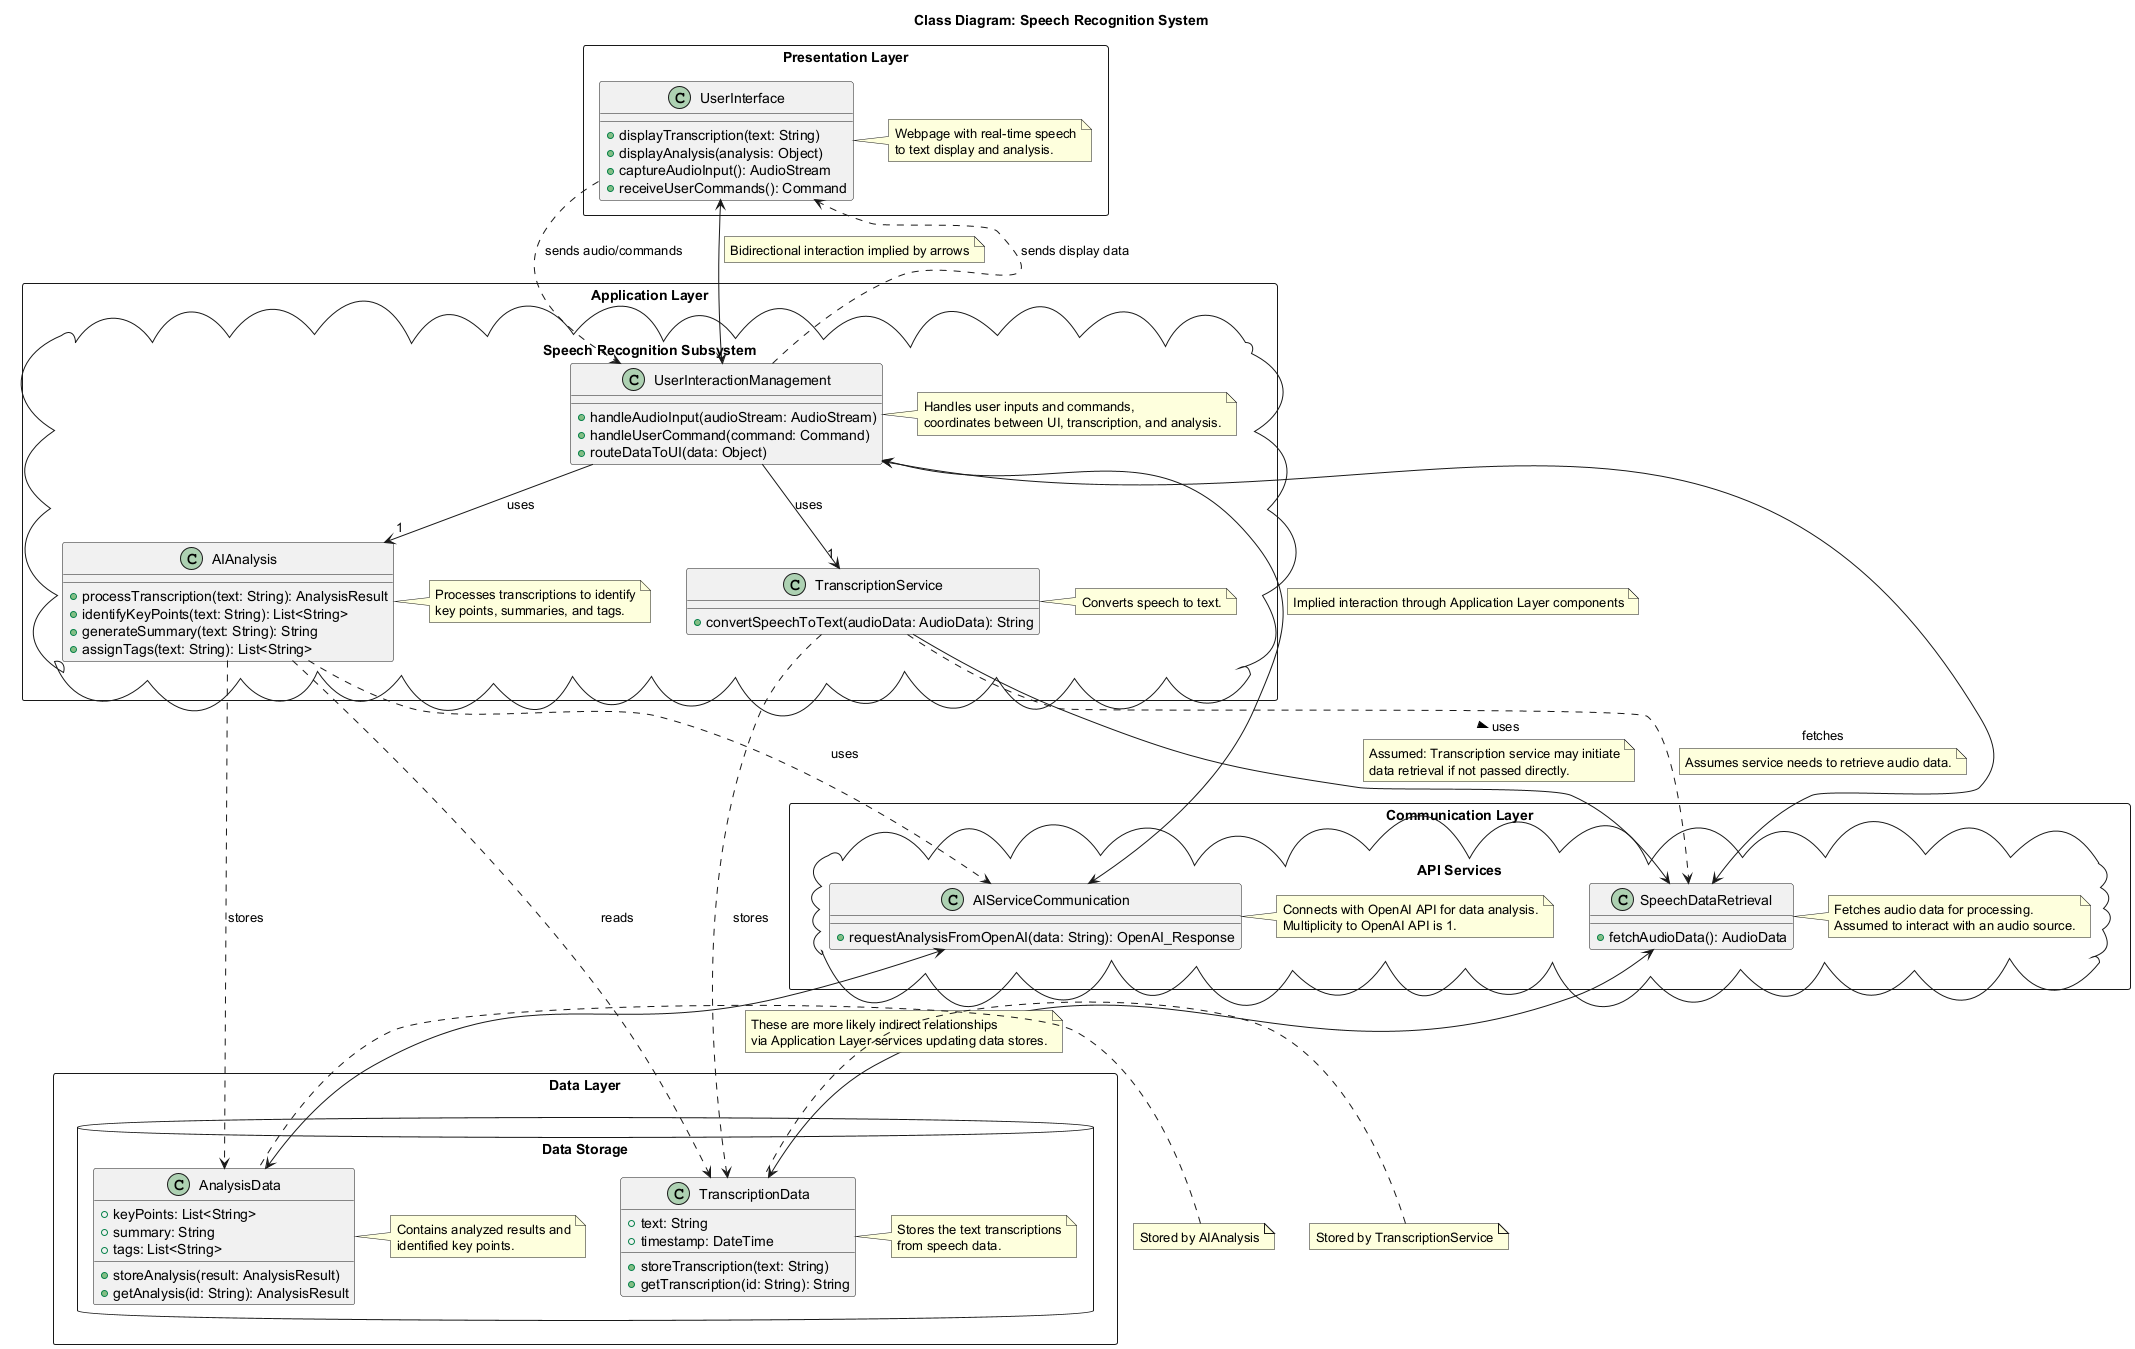 Class Diagram: Speech Recognition System
Presentation Layer
C UserInterface
displayTranscription(text: String)
displayAnalysis(analysis: Object)
captureAudioInput(): AudioStream
receiveUserCommands(): Command
Webpage with real-time speech
to text display and analysis.
sends audio/commands
Bidirectional interaction implied by arrows
sends display data
Application Layer
Speech Recognition Subsystem
C UserInteractionManagement
handleAudioInput(audioStream: AudioStream)
handleUserCommand(command: Command)
routeDataToUI(data: Object)
Handles user inputs and commands,
coordinates between UI, transcription, and analysis.
uses
uses
1
1
C AIAnalysis
processTranscription(text: String): AnalysisResult
identifyKeyPoints(text: String): List<String>
generateSummary(text: String): String
assignTags(text: String): List<String>
Processes transcriptions to identify
key points, summaries, and tags.
C TranscriptionService
convertSpeechToText(audioData: AudioData): String
Converts speech to text.
Implied interaction through Application Layer components
uses
uses
Assumed: Transcription service may initiate
data retrieval if not passed directly.
fetches
Assumes service needs to retrieve audio data.
Communication Layer
API Services
C AIServiceCommunication
requestAnalysisFromOpenAI(data: String): OpenAI_Response
Connects with OpenAI API for data analysis.
Multiplicity to OpenAI API is 1.
C SpeechDataRetrieval
fetchAudioData(): AudioData
Fetches audio data for processing.
Assumed to interact with an audio source.
stores
reads
stores
These are more likely indirect relationships
via Application Layer services updating data stores.
Data Layer
Data Storage
C AnalysisData
keyPoints: List<String>
summary: String
tags: List<String>
storeAnalysis(result: AnalysisResult)
getAnalysis(id: String): AnalysisResult
Contains analyzed results and
identified key points.
C TranscriptionData
text: String
timestamp: DateTime
storeTranscription(text: String)
getTranscription(id: String): String
Stores the text transcriptions
from speech data.
Stored by AIAnalysis
Stored by TranscriptionService